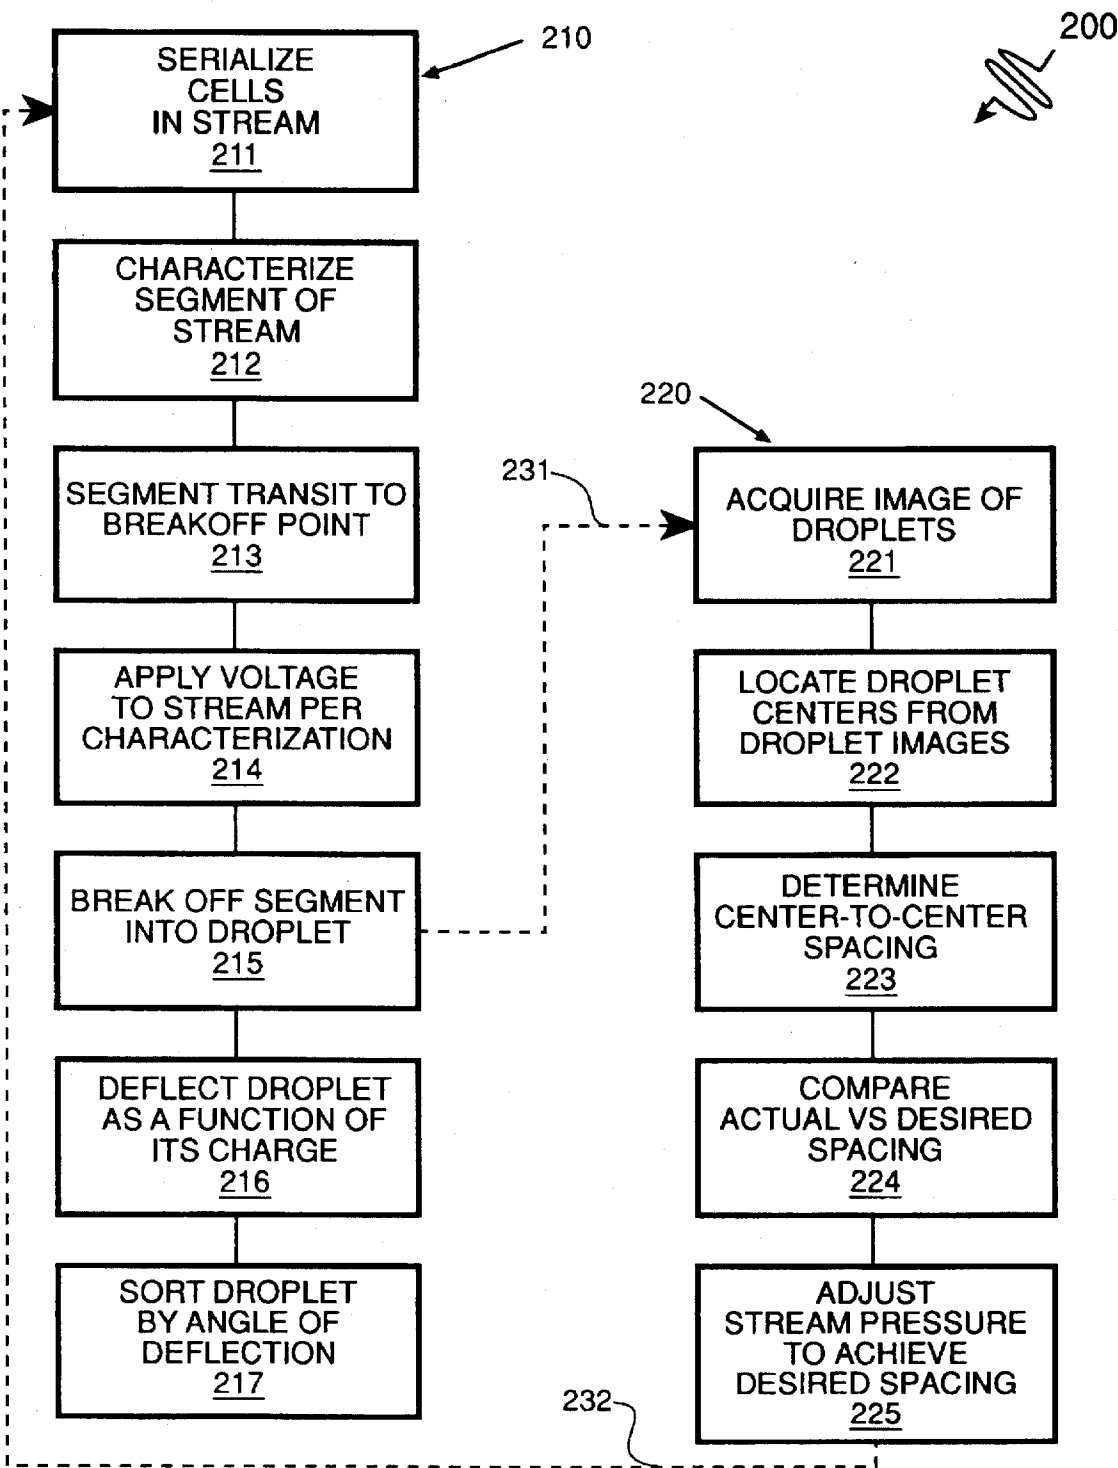 200
210
SERIALIZE
CELLS
IN STREAM
211
CHARACTERIZE
SEGMENT OF
STREAM
212
SEGMENT TRANSIT TO
BREAKOFF POINT
213
APPLY VOLTAGE
TO STREAM PER
CHARACTERIZATION
214
BREAK OFF SEGMENT
INTO DROPLET
215
DEFLECT DROPLET
AS A FUNCTION OF
ITS CHARGE
216
SORT DROPLET
BY ANGLE OF
DEFLECTION
217
231
220
ACQUIRE IMAGE OF
DROPLETS
221
LOCATE DROPLET
CENTERS FROM
DROPLET IMAGES
222
DETERMINE
CENTER-TO-CENTER
SPACING
223
COMPARE
ACTUAL VS DESIRED
SPACING
224
ADJUST
STREAM PRESSURE
TO ACHIEVE
DESIRED SPACING
225
232